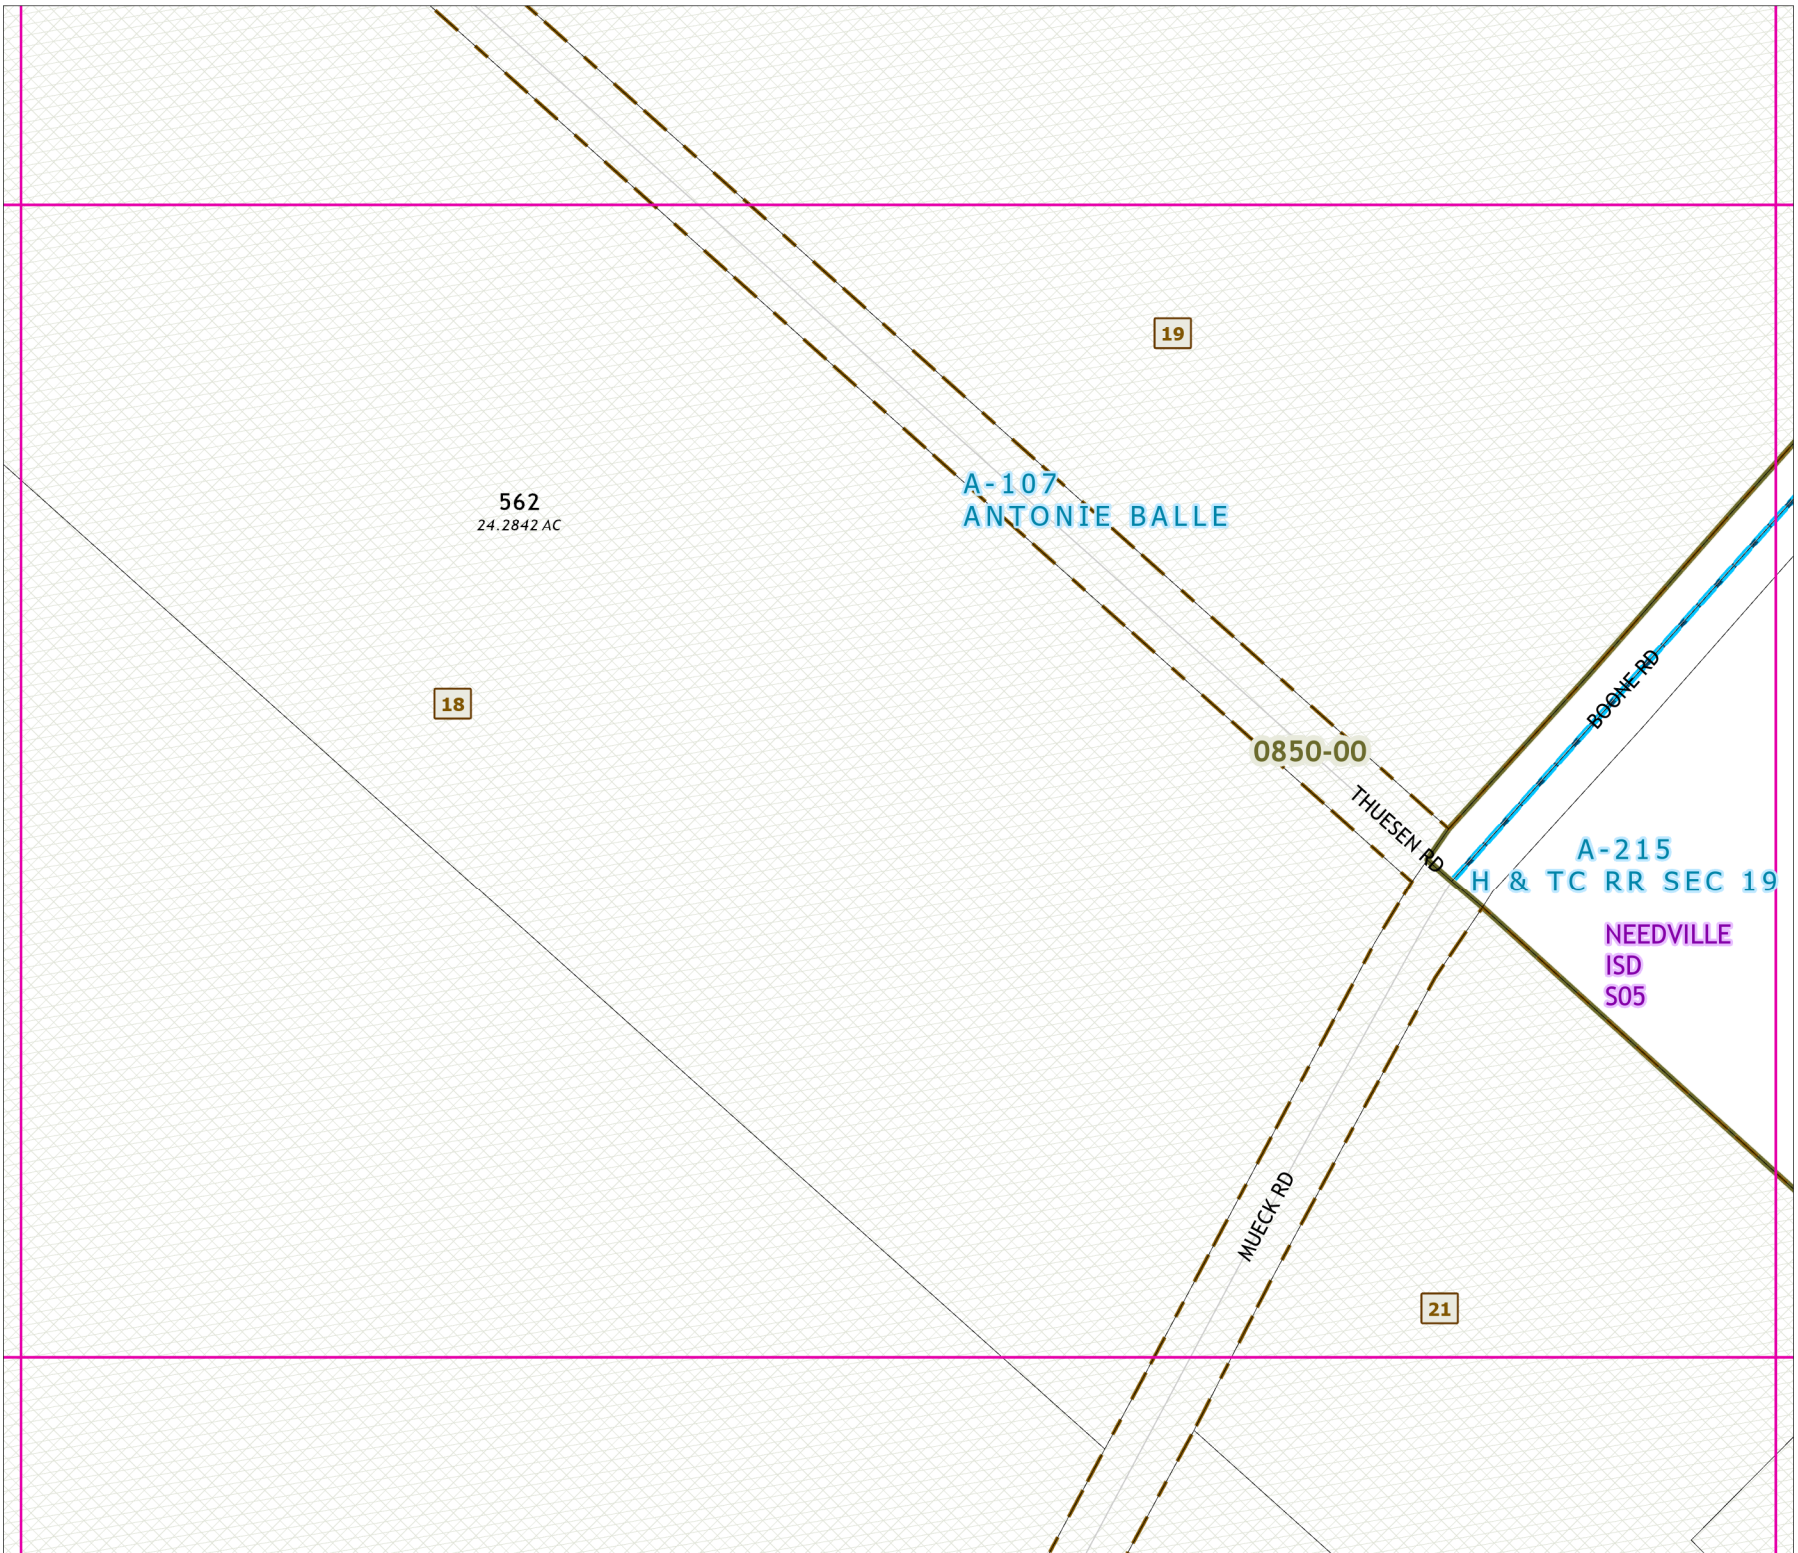 19
A-107
ANTONIE BALLE
562
24.2842 AC
18
BOONE RD
0850-00
THUESEN RD
A-215
H & TC RR SEC 19
NEEDVILLE
ISD
S05
MUECK RD
21